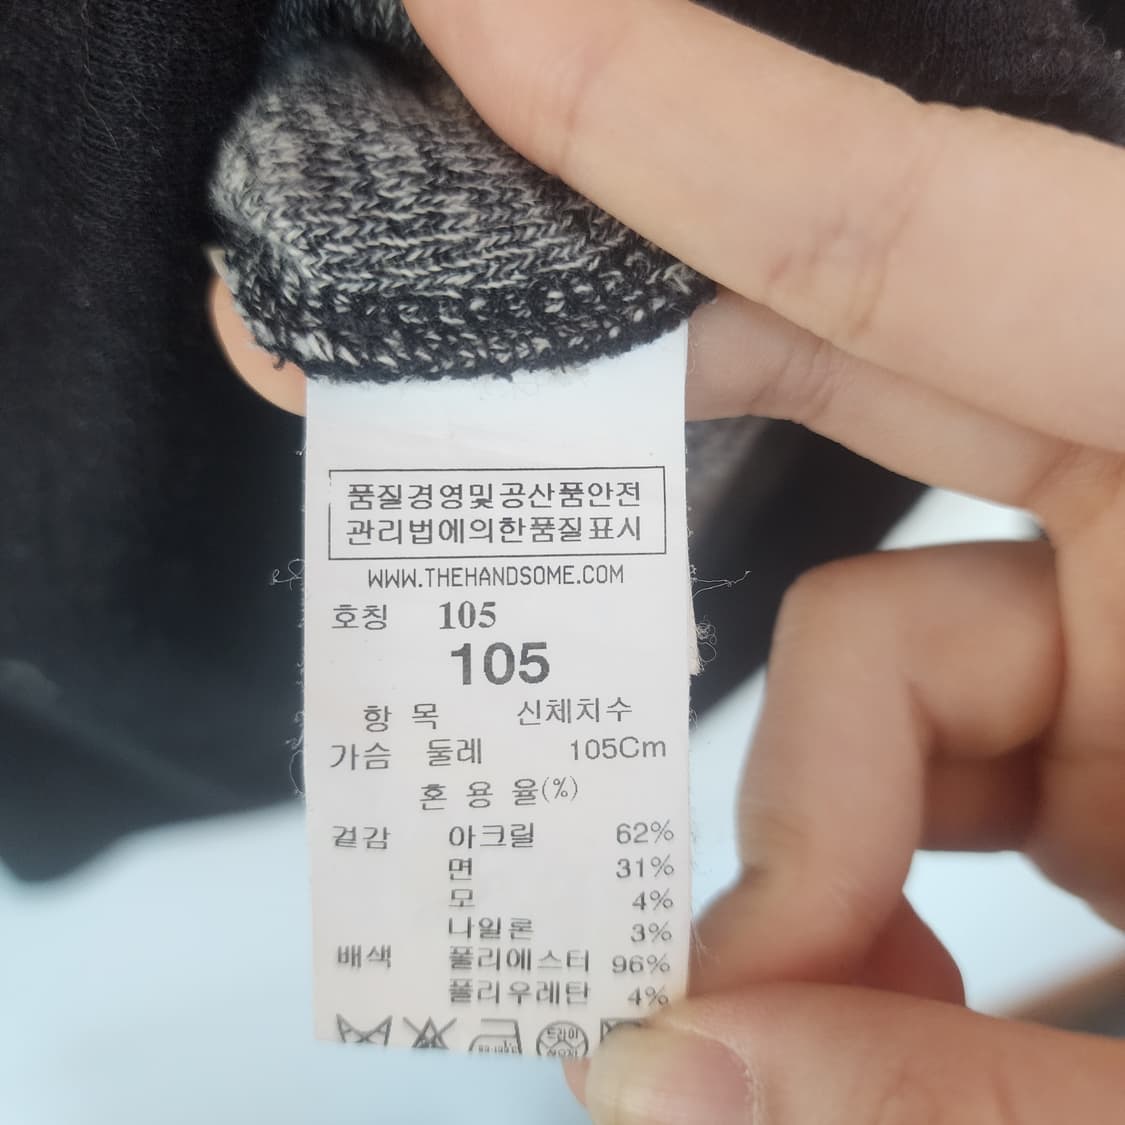 품질경영및공산품안전
관리법에의한품질표시
WWW.THEHANDSOME.COM
호칭 105
105
항 목 신체치수
가슴 둘레 105Cm
혼 용 율(%)
겉감 아크릴 62%
면 31%
모 4%
나일론 3%
배색 폴리에스터 96%
폴리우레탄 4%
드라이